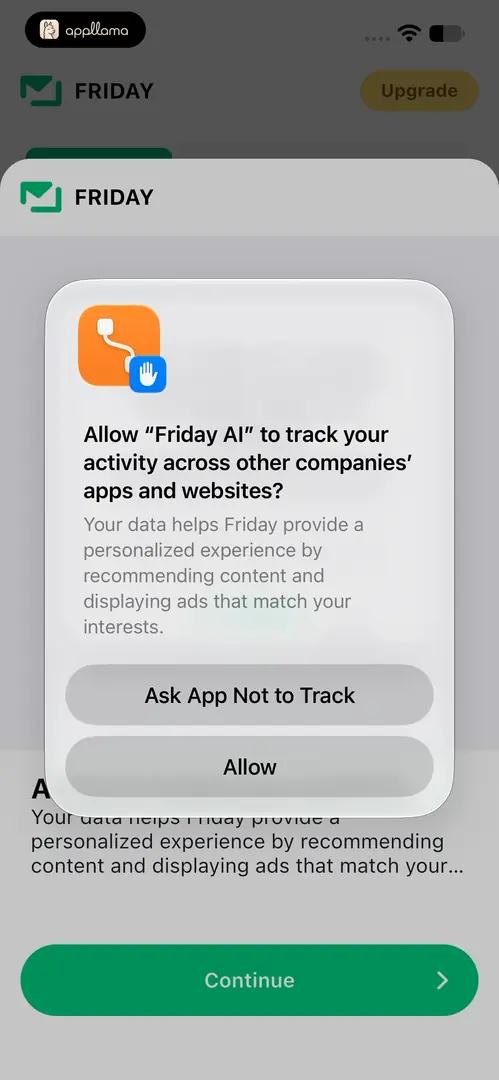 appllama
FRIDAY
Upgrade
FRIDAY
Allow “Friday AI” to track your
activity across other companies’
apps and websites?
Your data helps Friday provide a
personalized experience by
recommending content and
displaying ads that match your
interests.
Ask App Not to Track
Allow
A
Your data helps Friday provide a
personalized experience by recommending
content and displaying ads that match your...
Continue